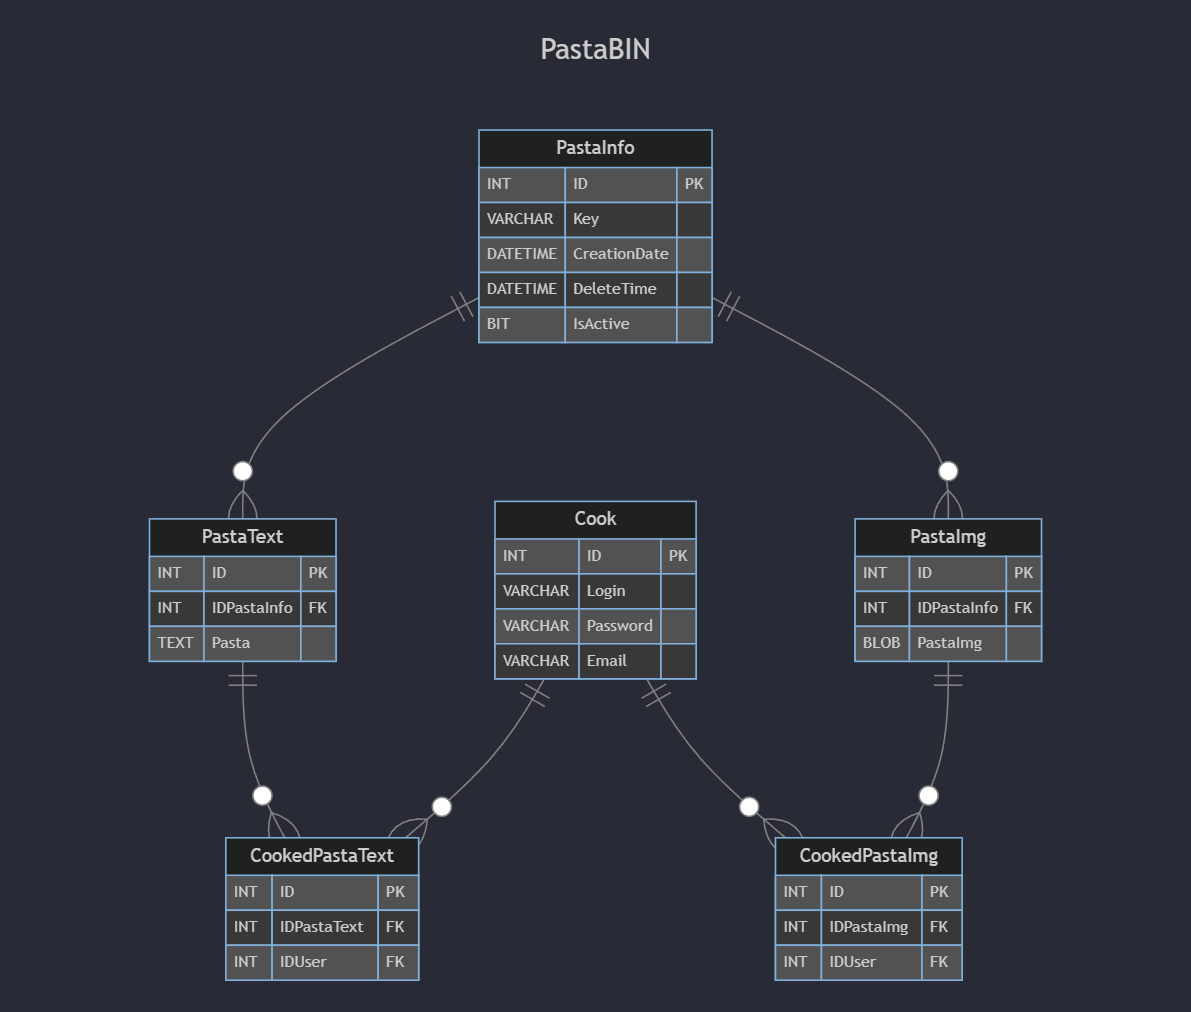 PastaBIN
PastaInfo
INT ID PK
VARCHAR Key
DATETIME CreationDate
DATETIME DeleteTime
BIT IsActive
PastaText
INT ID PK
INT IDPastaInfo FK
TEXT Pasta
Cook
INT ID PK
VARCHAR Login
VARCHAR Password
VARCHAR Email
PastaImg
INT ID PK
INT IDPastaInfo FK
BLOB PastaImg
CookedPastaText
INT ID PK
INT IDPastaText FK
INT IDUser FK
CookedPastaImg
INT ID PK
INT IDPastaImg FK
INT IDUser FK